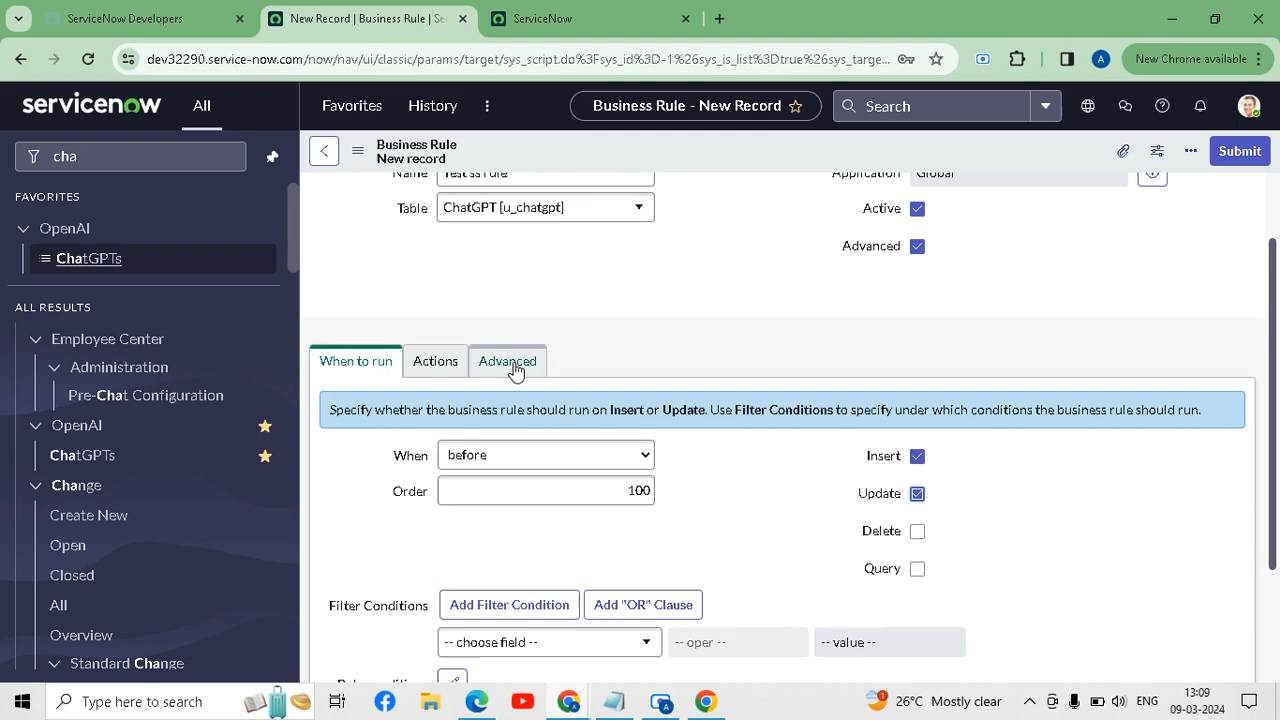 ServiceNow Developers
New Record | Business Rule | Se
ServiceNow
dev32290.service-now.com/now/nav/ui/classic/params/target/sys_script.do%3Fsys_id%3D-1%26sys_is_list%3Dtrue%26sys_targe...
New Chrome available
servicenow
All
Favorites
History
Business Rule - New Record
Search
cha
Business Rule
New record
Submit
FAVORITES
OpenAI
ChatGPTs
ALL RESULTS
Employee Center
Administration
Pre-Chat Configuration
OpenAI
ChatGPTs
Change
Create New
Open
Closed
All
Overview
Standard Change
Name
Test ss rule
Application
Global
Table
ChatGPT [u_chatgpt]
Active
Advanced
When to run
Actions
Advanced
Specify whether the business rule should run on Insert or Update. Use Filter Conditions to specify under which conditions the business rule should run.
When
before
Insert
Order
100
Update
Delete
Query
Filter Conditions
Add Filter Condition
Add "OR" Clause
-- choose field --
-- oper --
-- value --
Type here to search
26°C Mostly clear
13:09
09-03-2024